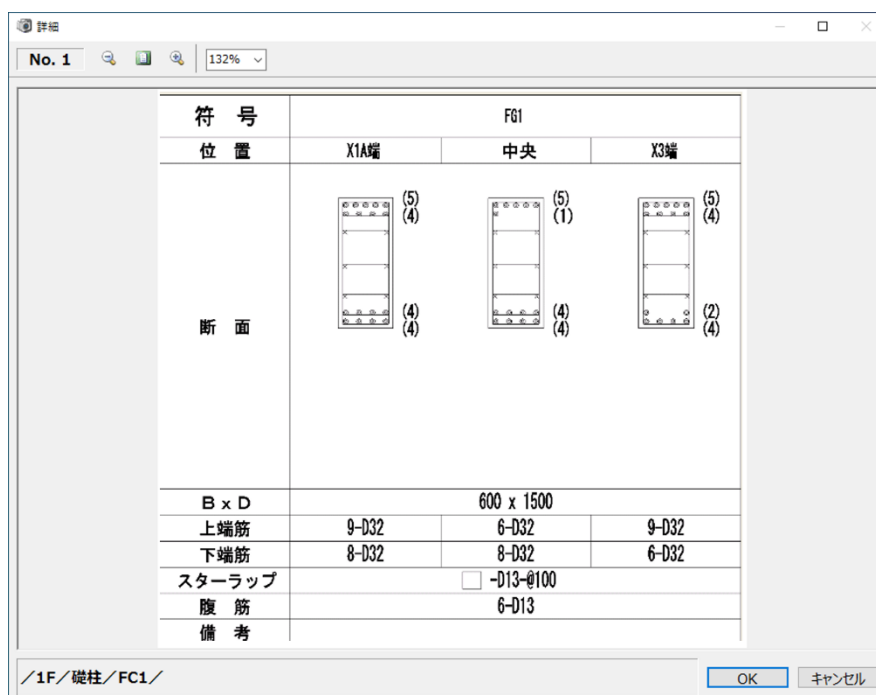 詳細
No. 1 132%
符 号 FG1
位 置 X1A端 中央 X3端
(5) (5) (5)
(4) (1) (4)
断 面
(4) (4) (2)
(4) (4) (4)
B x D 600 x 1500
上端筋 9-D32 6-D32 9-D32
下端筋 8-D32 8-D32 6-D32
スターラップ □ -D13-@100
腹 筋 6-D13
備 考
/1F/礎柱/FC1/ OK キャンセル